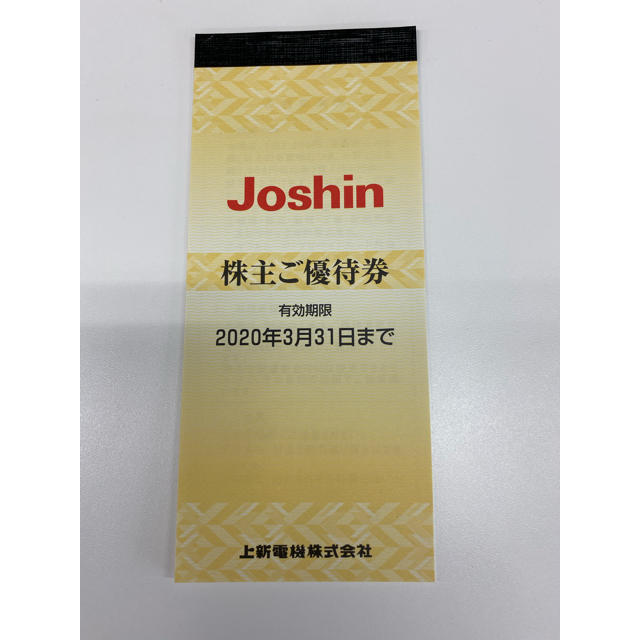 Joshin
株主ご優待券
有効期限
2020年3月31日まで
上新電機株式会社